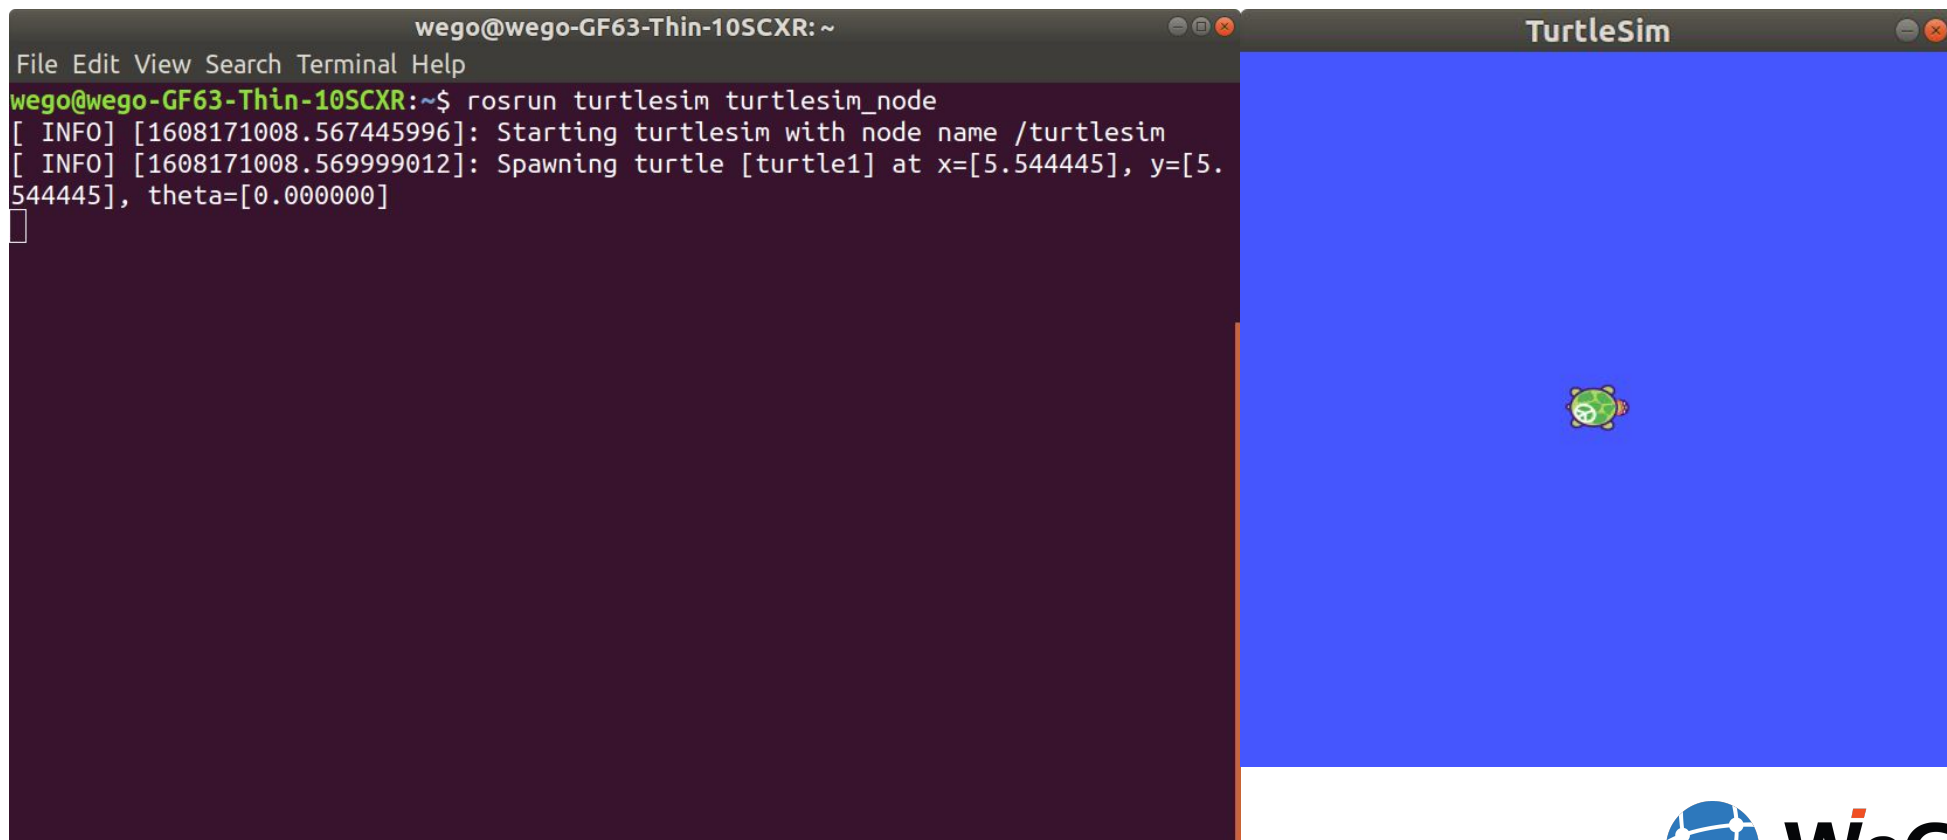 wego@wego-GF63-Thin-10SCXR: ~
File Edit View Search Terminal Help
wego@wego-GF63-Thin-10SCXR:~$ rosrun turtlesim turtlesim_node
[ INFO] [1608171008.567445996]: Starting turtlesim with node name /turtlesim
[ INFO] [1608171008.569999012]: Spawning turtle [turtle1] at x=[5.544445], y=[5.
544445], theta=[0.000000]
TurtleSim